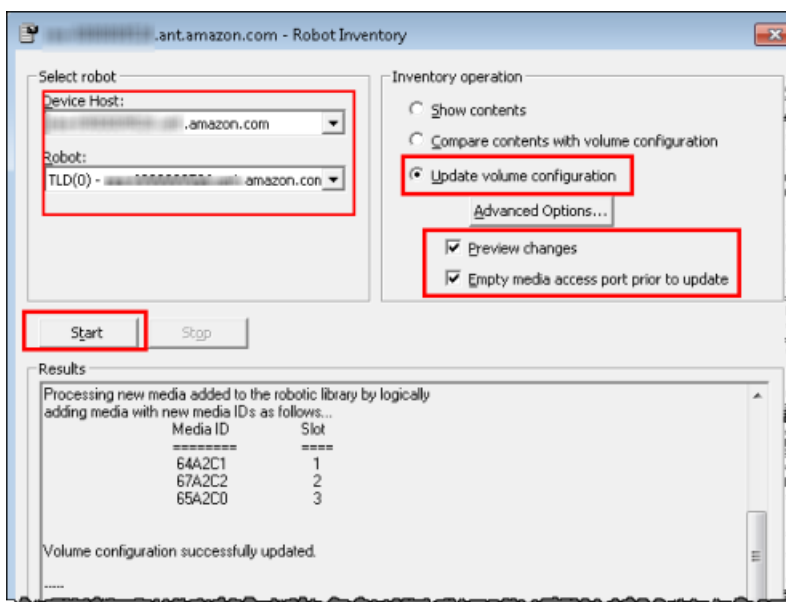 .ant.amazon.com - Robot Inventory
Select robot
Device Host:
.amazon.com
Robot:
TLD(0) - amazon.con
Inventory operation
Show contents
Compare contents with volume configuration
Update volume configuration
Advanced Options...
Preview changes
Empty media access port prior to update
Start
Stop
Results
Processing new media added to the robotic library by logically
adding media with new media IDs as follows...
Media ID Slot
======== ====
64A2C1 1
67A2C2 2
65A2C0 3
Volume configuration successfully updated.
-----